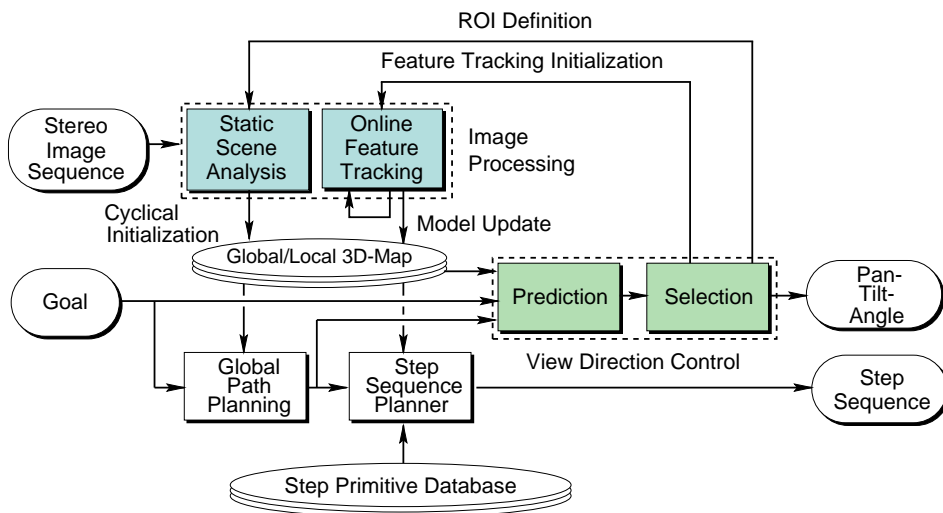 ROI Definition
Feature Tracking Initialization
Stereo
Image
Sequence
Static
Scene
Analysis
Online
Feature
Tracking
Image
Processing
Cyclical
Initialization
Model Update
Global/Local 3D-Map
Goal
Prediction
Selection
Pan-
Tilt-
Angle
View Direction Control
Global
Path
Planning
Step
Sequence
Planner
Step
Sequence
Step Primitive Database